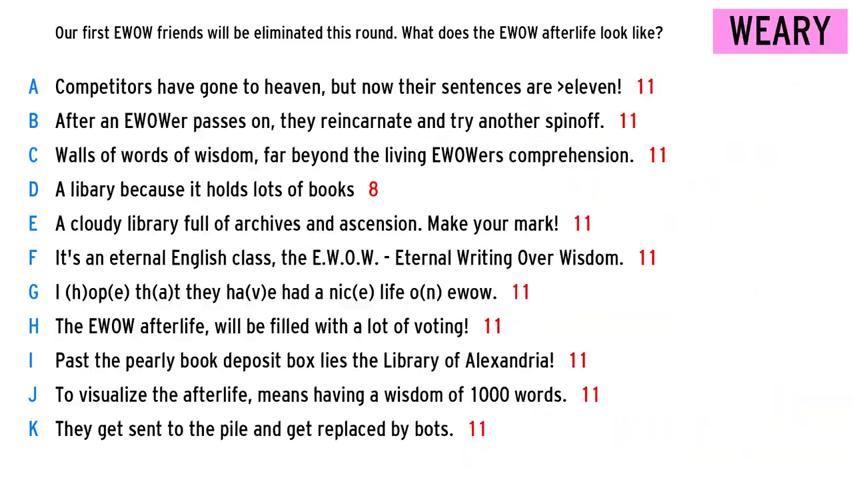 Our first EWOW friends will be eliminated this round. What does the EWOW afterlife look like? WEARY
A Competitors have gone to heaven, but now their sentences are >eleven! 11
B After an EWOWer passes on, they reincarnate and try another spinoff. 11
C Walls of words of wisdom, far beyond the living EWOWers comprehension. 11
D A libary because it holds lots of books 8
E A cloudy library full of archives and ascension. Make your mark! 11
F It's an eternal English class, the E.W.O.W. - Eternal Writing Over Wisdom. 11
G I (h)op(e) th(a)t they ha(v)e had a nic(e) life o(n) ewow. 11
H The EWOW afterlife, will be filled with a lot of voting! 11
I Past the pearly book deposit box lies the Library of Alexandria! 11
J To visualize the afterlife, means having a wisdom of 1000 words. 11
K They get sent to the pile and get replaced by bots. 11